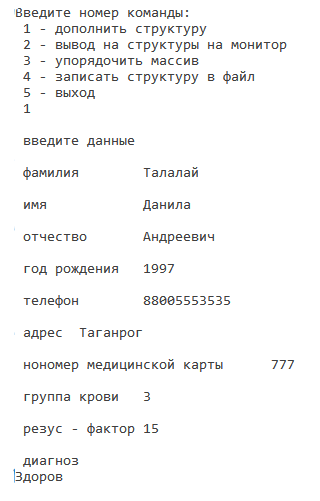 Введите номер команды:
1 - дополнить структуру
2 - вывод на структуры на монитор
3 - упорядочить массив
4 - записать структуру в файл
5 - выход
1
введите данные
фамилия Талалай
имя Данила
отчество Андреевич
год рождения 1997
телефон 88005553535
адрес Таганрог
нономер медицинской карты 777
группа крови 3
резус - фактор 15
диагноз
Здоров